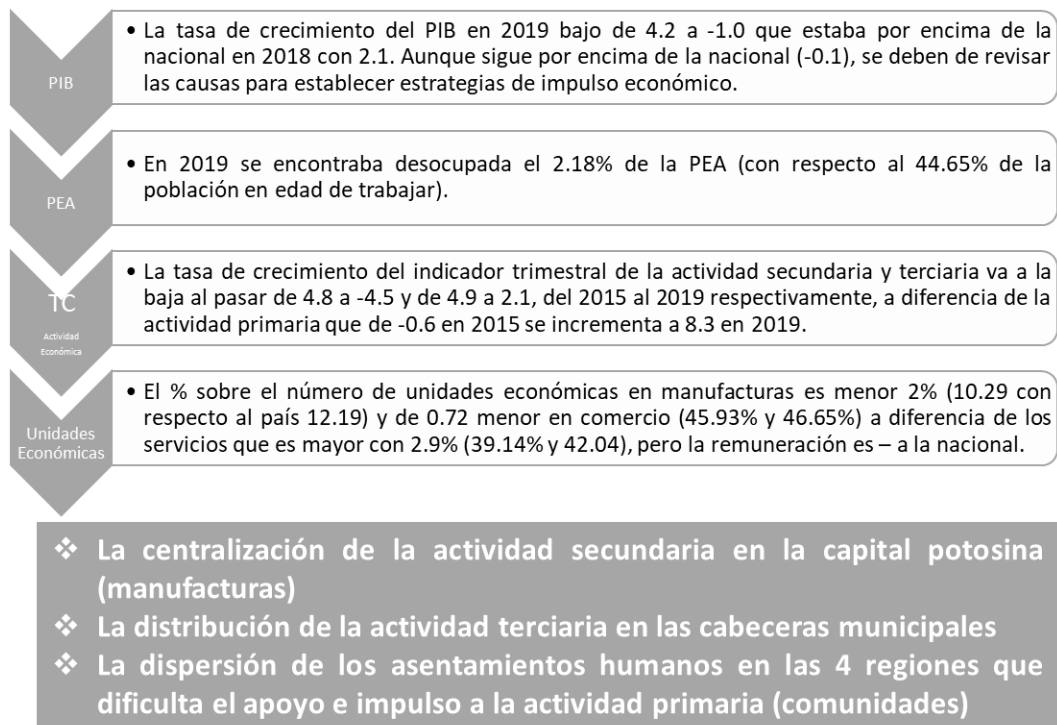 PIB
• La tasa de crecimiento del PIB en 2019 bajo de 4.2 a -1.0 que estaba por encima de la
nacional en 2018 con 2.1. Aunque sigue por encima de la nacional (-0.1), se deben de revisar
las causas para establecer estrategias de impulso económico.
PEA
• En 2019 se encontraba desocupada el 2.18% de la PEA (con respecto al 44.65% de la
población en edad de trabajar).
TC
Actividad
Económica
• La tasa de crecimiento del indicador trimestral de la actividad secundaria y terciaria va a la
baja al pasar de 4.8 a -4.5 y de 4.9 a 2.1, del 2015 al 2019 respectivamente, a diferencia de la
actividad primaria que de -0.6 en 2015 se incrementa a 8.3 en 2019.
Unidades
Económicas
• El % sobre el número de unidades económicas en manufacturas es menor 2% (10.29 con
respecto al país 12.19) y de 0.72 menor en comercio (45.93% y 46.65%) a diferencia de los
servicios que es mayor con 2.9% (39.14% y 42.04), pero la remuneración es – a la nacional.
❖ La centralización de la actividad secundaria en la capital potosina
(manufacturas)
❖ La distribución de la actividad terciaria en las cabeceras municipales
❖ La dispersión de los asentamientos humanos en las 4 regiones que
dificulta el apoyo e impulso a la actividad primaria (comunidades)